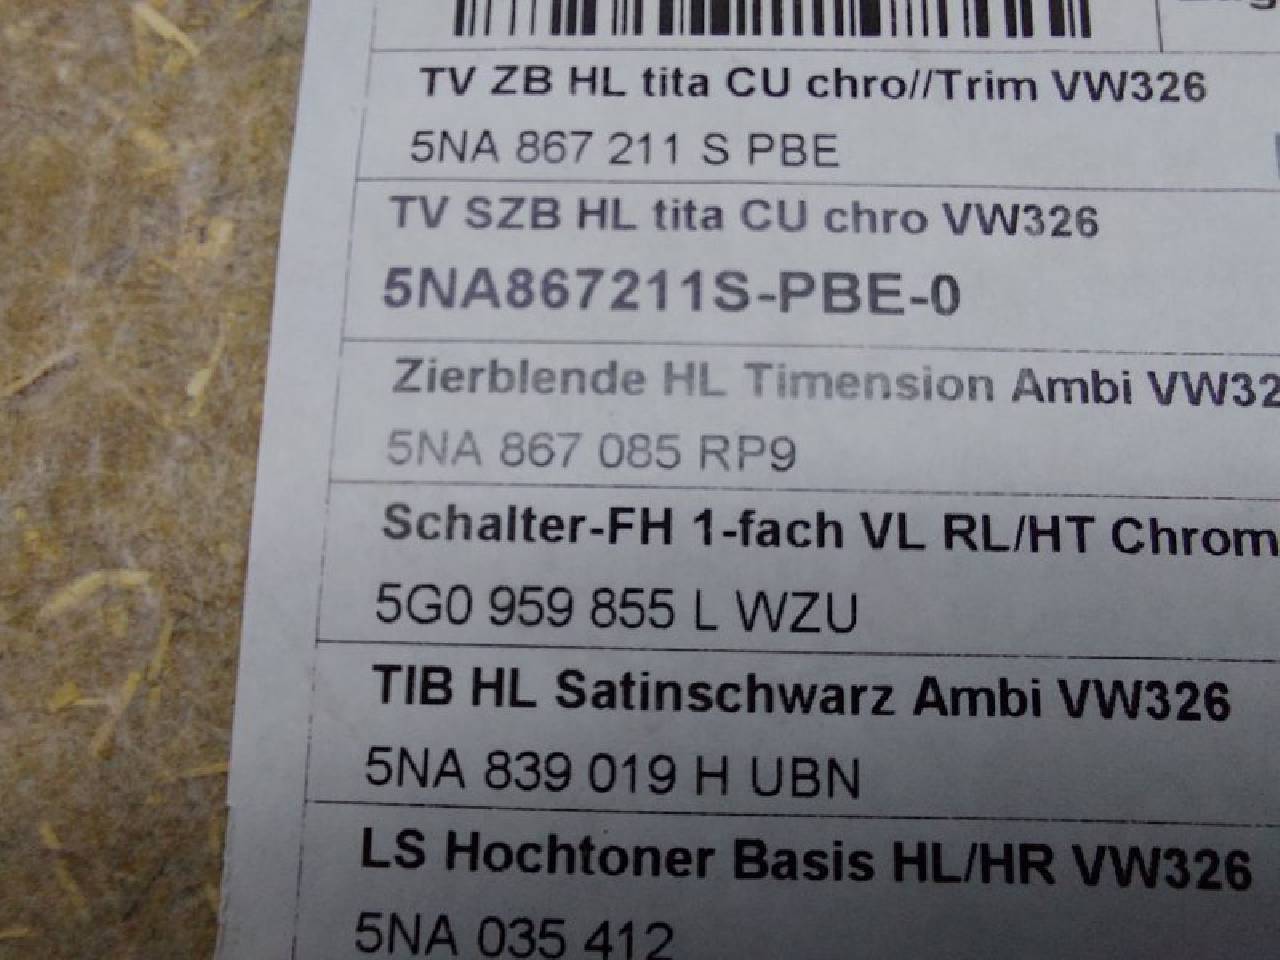 TV ZB HL tita CU chro//Trim VW326
5NA 867 211 S PBE
TV SZB HL tita CU chro VW326
5NA867211S-PBE-0
Zierblende HL Timension Ambi VW32
5NA 867 085 RP9
Schalter-FH 1-fach VL RL/HT Chrom
5G0 959 855 L WZU
TIB HL Satinschwarz Ambi VW326
5NA 839 019 H UBN
LS Hochtoner Basis HL/HR VW326
5NA 035 412